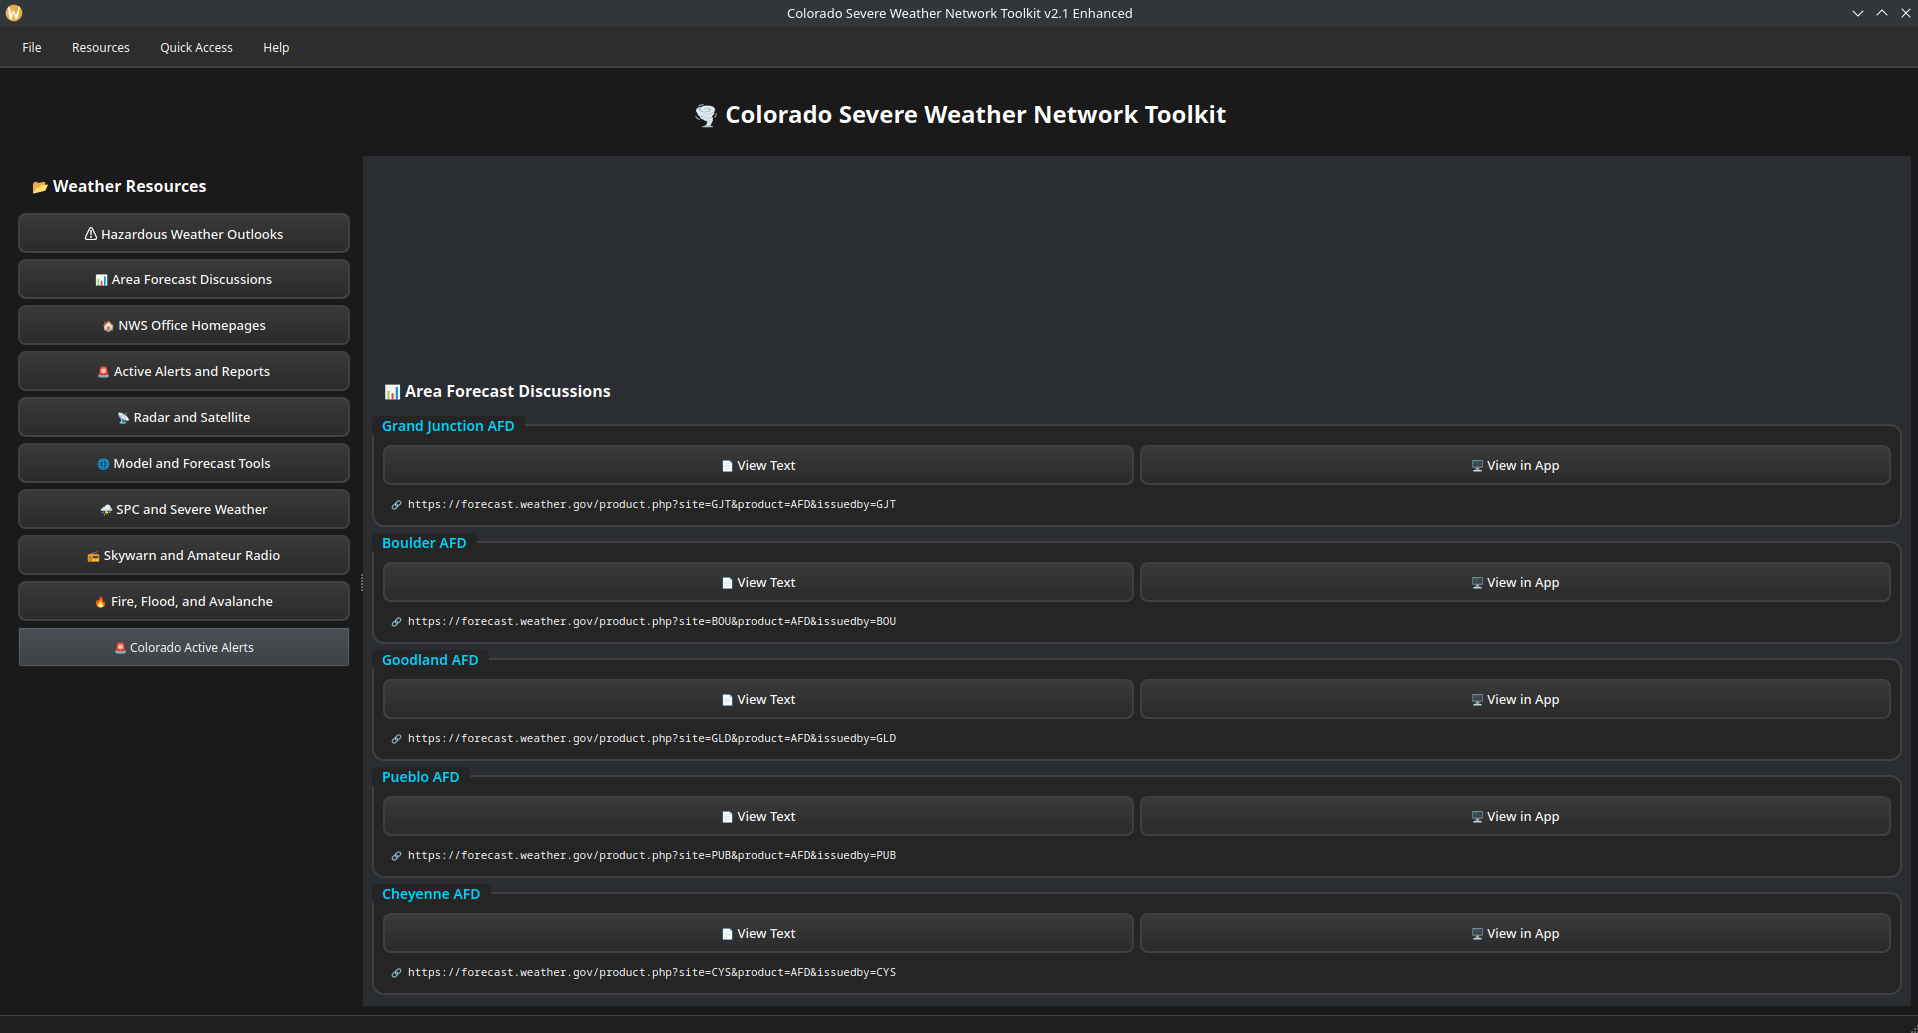 Colorado Severe Weather Network Toolkit v2.1 Enhanced
File Resources Quick Access Help
Colorado Severe Weather Network Toolkit
Weather Resources
Hazardous Weather Outlooks
Area Forecast Discussions
NWS Office Homepages
Active Alerts and Reports
Radar and Satellite
Model and Forecast Tools
SPC and Severe Weather
Skywarn and Amateur Radio
Fire, Flood, and Avalanche
Colorado Active Alerts
Area Forecast Discussions
Grand Junction AFD
View Text View in App
https://forecast.weather.gov/product.php?site=GJT&product=AFD&issuedby=GJT
Boulder AFD
View Text View in App
https://forecast.weather.gov/product.php?site=BOU&product=AFD&issuedby=BOU
Goodland AFD
View Text View in App
https://forecast.weather.gov/product.php?site=GLD&product=AFD&issuedby=GLD
Pueblo AFD
View Text View in App
https://forecast.weather.gov/product.php?site=PUB&product=AFD&issuedby=PUB
Cheyenne AFD
View Text View in App
https://forecast.weather.gov/product.php?site=CYS&product=AFD&issuedby=CYS